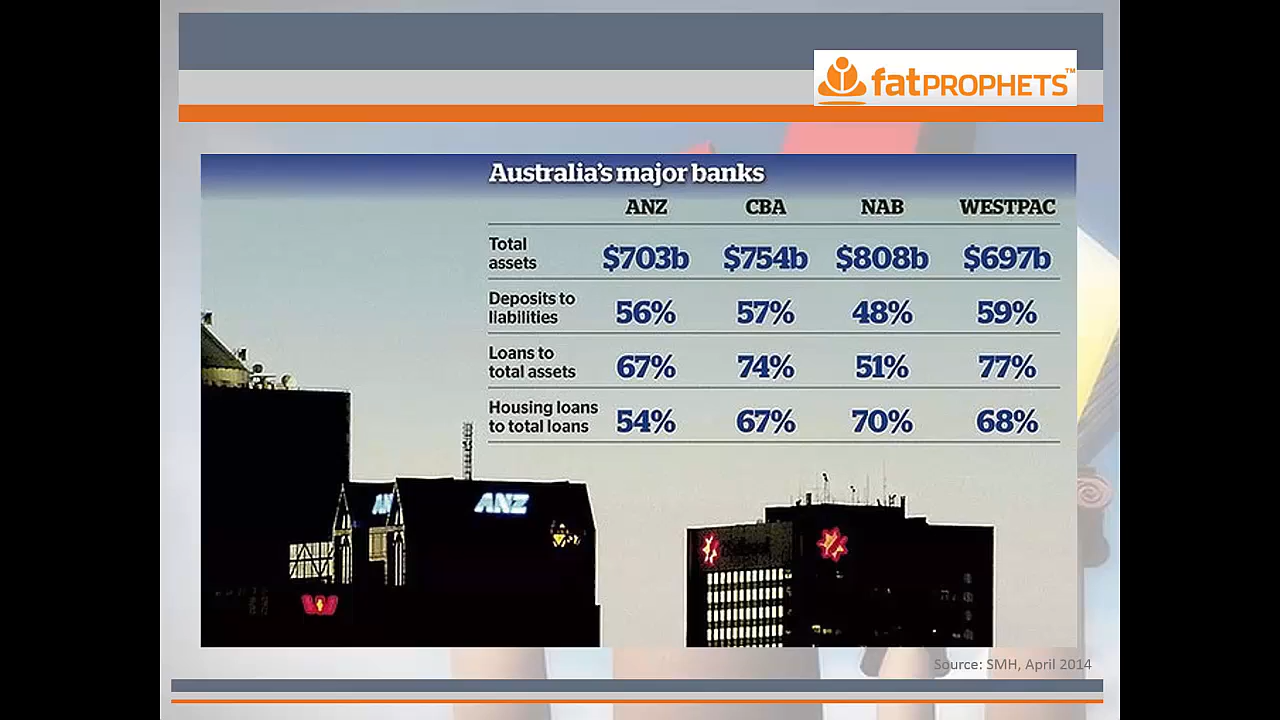 fatPROPHETS™
Australia's major banks
ANZ CBA NAB WESTPAC
Total
assets
$703b $754b $808b $697b
Deposits to
liabilities
56% 57% 48% 59%
Loans to
total assets
67% 74% 51% 77%
Housing loans
to total loans
54% 67% 70% 68%
ANZ
Source: SMH, April 2014